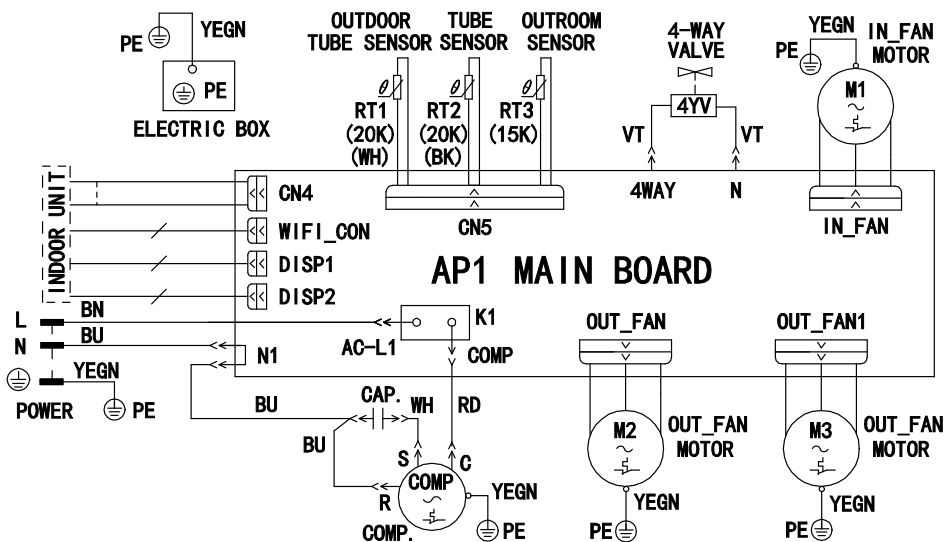 PE
YEGN
PE
ELECTRIC BOX
OUTDOOR
TUBE SENSOR
TUBE
SENSOR
OUTROOM
SENSOR
θ
RT1
(20K)
(WH)
θ
RT2
(20K)
(BK)
θ
RT3
(15K)
4-WAY
VALVE
4YV
VT
VT
4WAY
N
YEGN
PE
IN_FAN
MOTOR
M1
IN_FAN
INDOOR UNIT
CN4
WIFI_CON
DISP1
DISP2
CN5
AP1 MAIN BOARD
L
BN
N
BU
YEGN
POWER
PE
N1
AC-L1
K1
COMP
BU
CAP.
WH
RD
BU
S
C
R
COMP
COMP.
YEGN
PE
OUT_FAN
M2
OUT_FAN
MOTOR
YEGN
PE
OUT_FAN1
M3
OUT_FAN
MOTOR
YEGN
PE